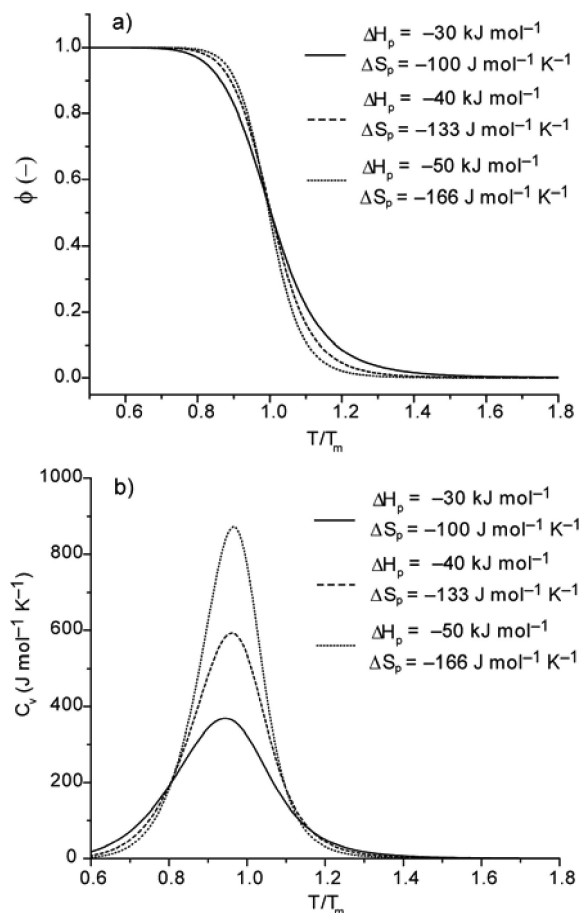 a)
ΔHₚ = –30 kJ mol⁻¹
ΔSₚ = –100 J mol⁻¹ K⁻¹
ΔHₚ = –40 kJ mol⁻¹
ΔSₚ = –133 J mol⁻¹ K⁻¹
ΔHₚ = –50 kJ mol⁻¹
ΔSₚ = –166 J mol⁻¹ K⁻¹
ϕ (–)
1.0
0.8
0.6
0.4
0.2
0.0
0.6 0.8 1.0 1.2 1.4 1.6 1.8
T/Tₘ
b)
ΔHₚ = –30 kJ mol⁻¹
ΔSₚ = –100 J mol⁻¹ K⁻¹
ΔHₚ = –40 kJ mol⁻¹
ΔSₚ = –133 J mol⁻¹ K⁻¹
ΔHₚ = –50 kJ mol⁻¹
ΔSₚ = –166 J mol⁻¹ K⁻¹
Cᵥ (J mol⁻¹ K⁻¹)
1000
800
600
400
200
0
0.6 0.8 1.0 1.2 1.4 1.6 1.8
T/Tₘ